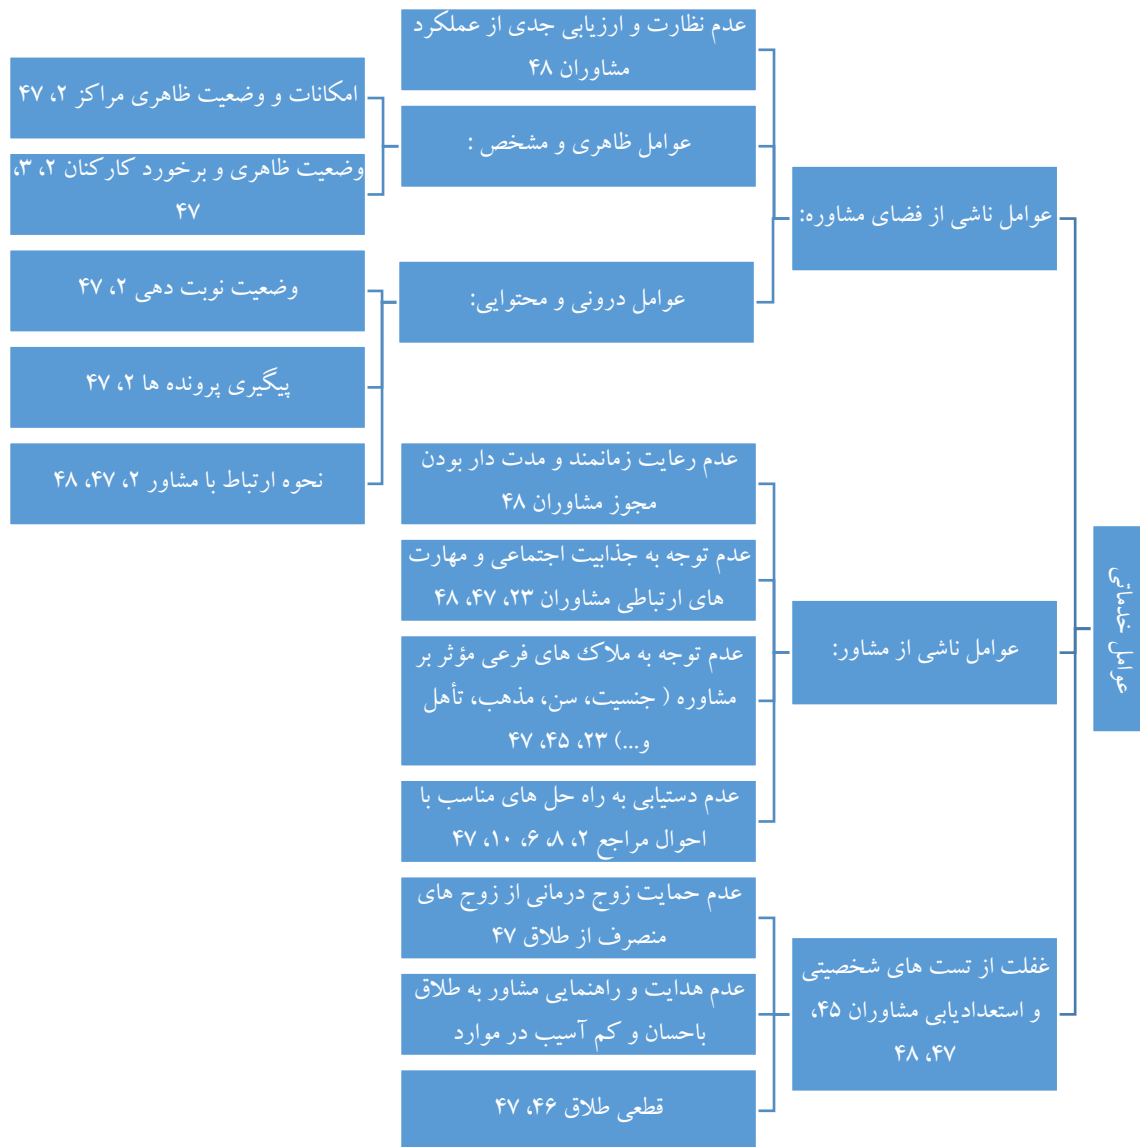 عوامل خدماتی
عوامل ناشی از فضای مشاوره:
عدم نظارت و ارزیابی جدی از عملکرد
مشاوران ۴۸
عوامل ظاهری و مشخص :
امکانات و وضعیت ظاهری مراکز ۲، ۴۷
وضعیت ظاهری و برخورد کارکنان ۲، ۳،
۴۷
عوامل درونی و محتوایی:
وضعیت نوبت دهی ۲، ۴۷
پیگیری پرونده ها ۲، ۴۷
نحوه ارتباط با مشاور ۲، ۴۷، ۴۸
عوامل ناشی از مشاور:
عدم رعایت زمانمند و مدت دار بودن
مجوز مشاوران ۴۸
عدم توجه به جذابیت اجتماعی و مهارت
های ارتباطی مشاوران ۲۳، ۴۷، ۴۸
عدم توجه به ملاک های فرعی مؤثر بر
مشاوره ( جنسیت، سن، مذهب، تأهل
و...) ۲۳، ۴۵، ۴۷
عدم دستیابی به راه حل های مناسب با
احوال مراجع ۲، ۸، ۶، ۱۰، ۴۷
غفلت از تست های شخصیتی
و استعدادیابی مشاوران ۴۵،
۴۷، ۴۸
عدم حمایت زوج درمانی از زوج های
منصرف از طلاق ۴۷
عدم هدایت و راهنمایی مشاور به طلاق
باحسان و کم آسیب در موارد
قطعی طلاق ۴۶، ۴۷